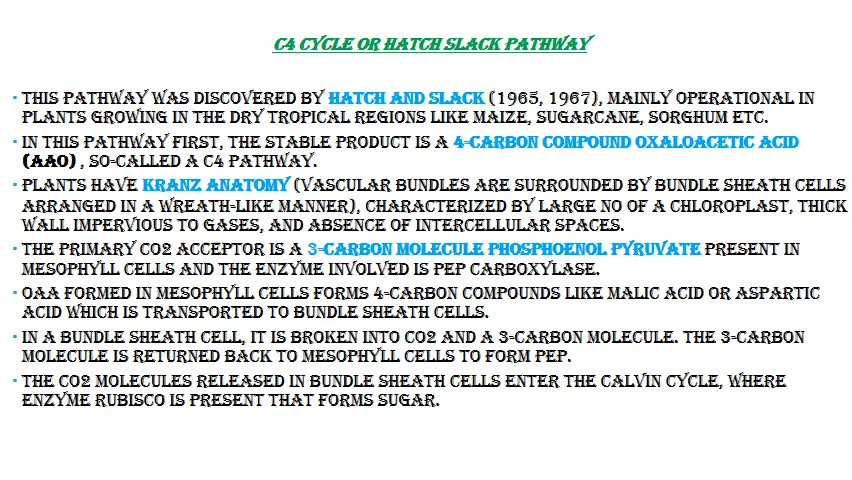 C4 CYCLE OR HATCH SLACK PATHWAY
• THIS PATHWAY WAS DISCOVERED BY HATCH AND SLACK (1965, 1967), MAINLY OPERATIONAL IN
PLANTS GROWING IN THE DRY TROPICAL REGIONS LIKE MAIZE, SUGARCANE, SORGHUM ETC.
• IN THIS PATHWAY FIRST, THE STABLE PRODUCT IS A 4-CARBON COMPOUND OXALOACETIC ACID
(AAO) , SO-CALLED A C4 PATHWAY.
• PLANTS HAVE KRANZ ANATOMY (VASCULAR BUNDLES ARE SURROUNDED BY BUNDLE SHEATH CELLS
ARRANGED IN A WREATH-LIKE MANNER), CHARACTERIZED BY LARGE NO OF A CHLOROPLAST, THICK
WALL IMPERVIOUS TO GASES, AND ABSENCE OF INTERCELLULAR SPACES.
• THE PRIMARY CO2 ACCEPTOR IS A 3-CARBON MOLECULE PHOSPHOENOL PYRUVATE PRESENT IN
MESOPHYLL CELLS AND THE ENZYME INVOLVED IS PEP CARBOXYLASE.
• OAA FORMED IN MESOPHYLL CELLS FORMS 4-CARBON COMPOUNDS LIKE MALIC ACID OR ASPARTIC
ACID WHICH IS TRANSPORTED TO BUNDLE SHEATH CELLS.
• IN A BUNDLE SHEATH CELL, IT IS BROKEN INTO CO2 AND A 3-CARBON MOLECULE. THE 3-CARBON
MOLECULE IS RETURNED BACK TO MESOPHYLL CELLS TO FORM PEP.
• THE CO2 MOLECULES RELEASED IN BUNDLE SHEATH CELLS ENTER THE CALVIN CYCLE, WHERE
ENZYME RUBISCO IS PRESENT THAT FORMS SUGAR.